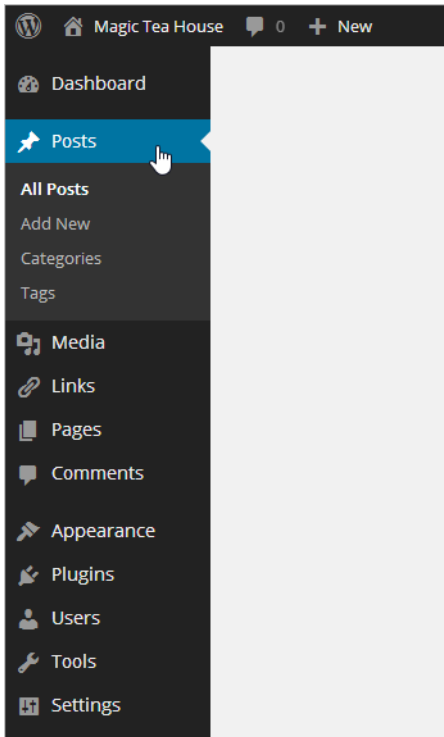 Magic Tea House 0 New
Dashboard
Posts
All Posts
Add New
Categories
Tags
Media
Links
Pages
Comments
Appearance
Plugins
Users
Tools
Settings